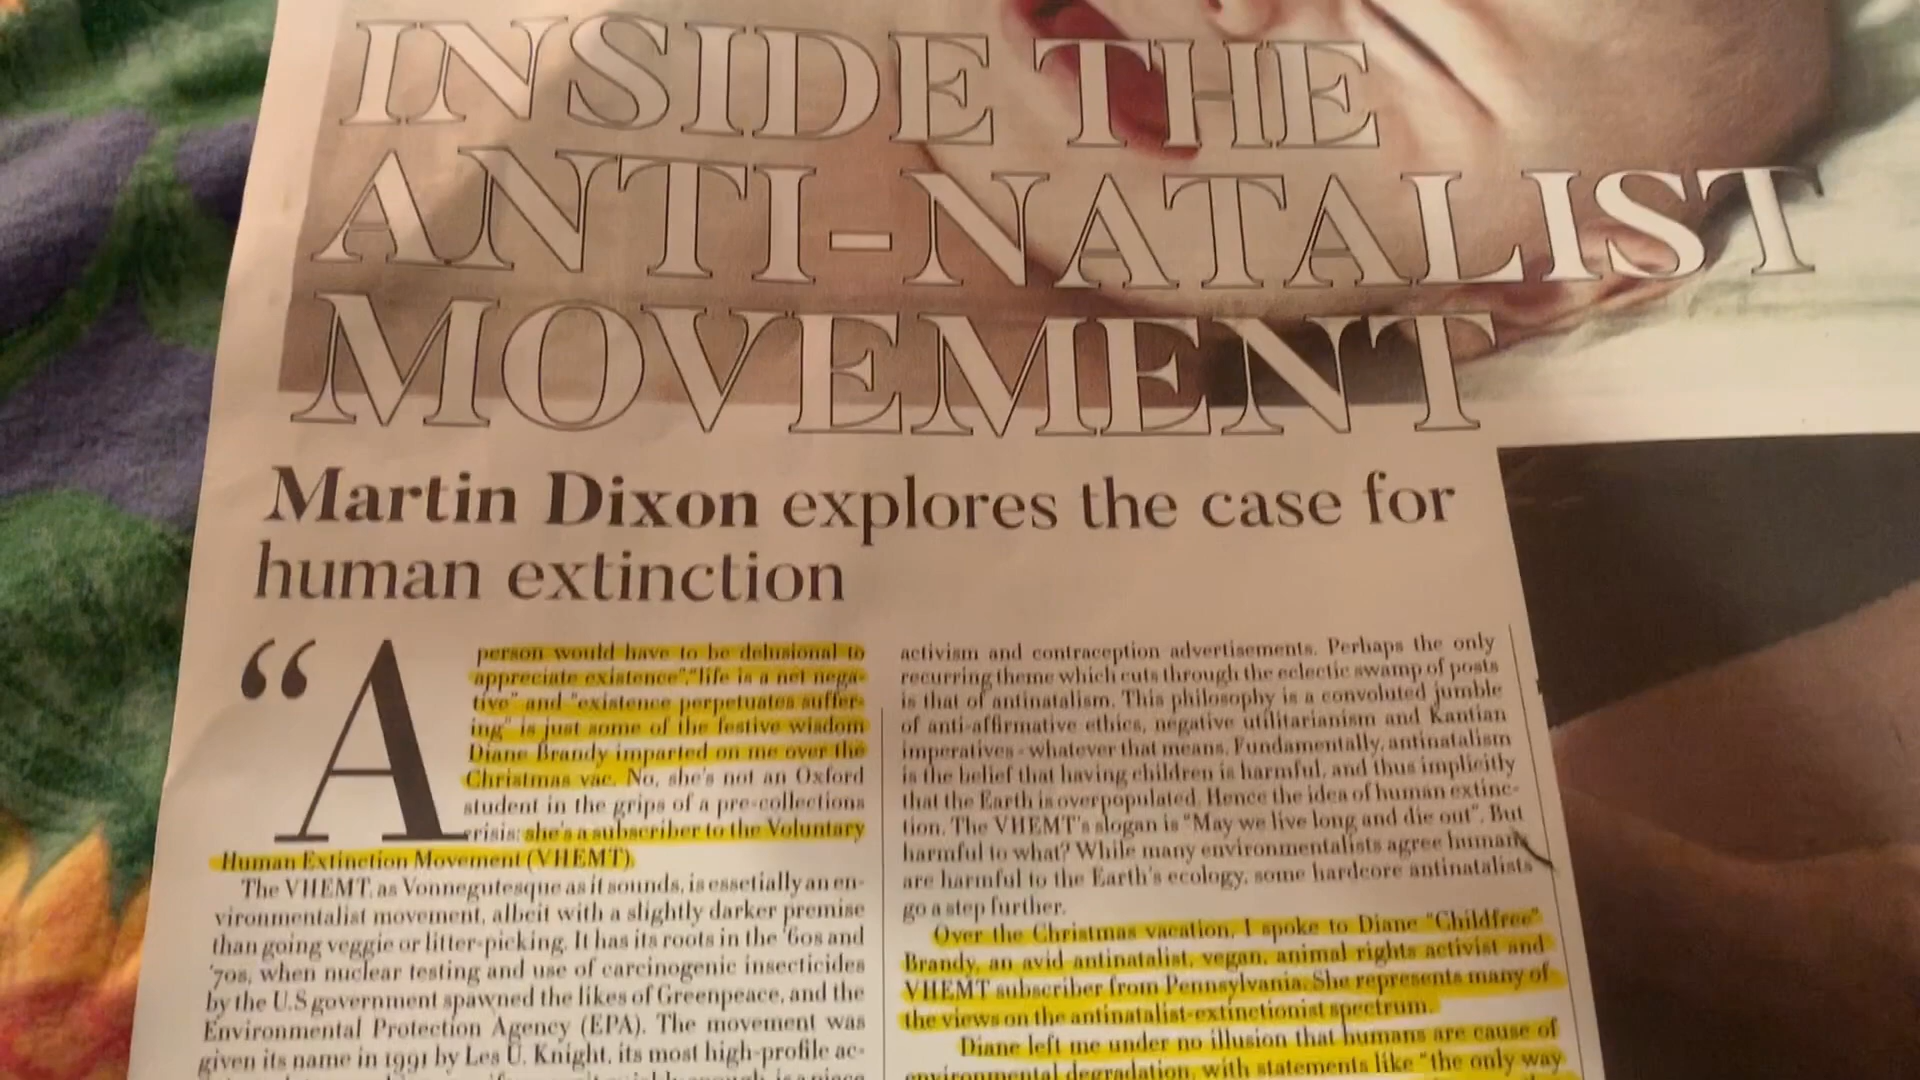 INSIDE THE
ANTI-NATALIST
MOVEMENT
Martin Dixon explores the case for
human extinction
“A person would have to be delusional to
appreciate existence”,“life is a net nega-
tive” and “existence perpetuates suffer-
ing” is just some of the festive wisdom
Diane Brandy imparted on me over the
Christmas vac. No, she's not an Oxford
student in the grips of a pre-collections
crisis: she's a subscriber to the Voluntary
Human Extinction Movement (VHEMT).
The VHEMT, as Vonnegutesque as it sounds, is essetially an en-
vironmentalist movement, albeit with a slightly darker premise
than going veggie or litter-picking. It has its roots in the '60s and
'70s, when nuclear testing and use of carcinogenic insecticides
by the U.S government spawned the likes of Greenpeace, and the
Environmental Protection Agency (EPA). The movement was
given its name in 1991 by Les U. Knight, its most high-profile ac-
activism and contraception advertisements. Perhaps the only
recurring theme which cuts through the eclectic swamp of posts
is that of antinatalism. This philosophy is a convoluted jumble
of anti-affirmative ethics, negative utilitarianism and Kantian
imperatives - whatever that means. Fundamentally, antinatalism
is the belief that having children is harmful, and thus implicitly
that the Earth is overpopulated. Hence the idea of human extinc-
tion. The VHEMT's slogan is “May we live long and die out”. But
harmful to what? While many environmentalists agree humans
are harmful to the Earth's ecology, some hardcore antinatalists
go a step further.
Over the Christmas vacation, I spoke to Diane “Childfree”
Brandy, an avid antinatalist, vegan, animal rights activist and
VHEMT subscriber from Pennsylvania. She represents many of
the views on the antinatalist-extinctionist spectrum.
Diane left me under no illusion that humans are cause of
environmental degradation, with statements like “the only way